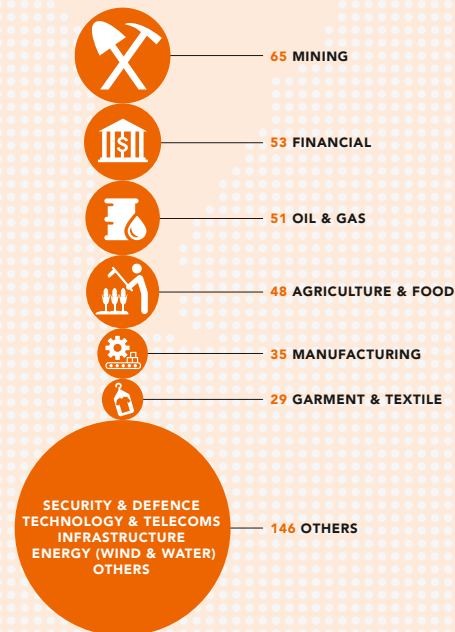 65 MINING
$
53 FINANCIAL
51 OIL & GAS
48 AGRICULTURE & FOOD
35 MANUFACTURING
29 GARMENT & TEXTILE
SECURITY & DEFENCE
TECHNOLOGY & TELECOMS
INFRASTRUCTURE
ENERGY (WIND & WATER)
OTHERS
146 OTHERS